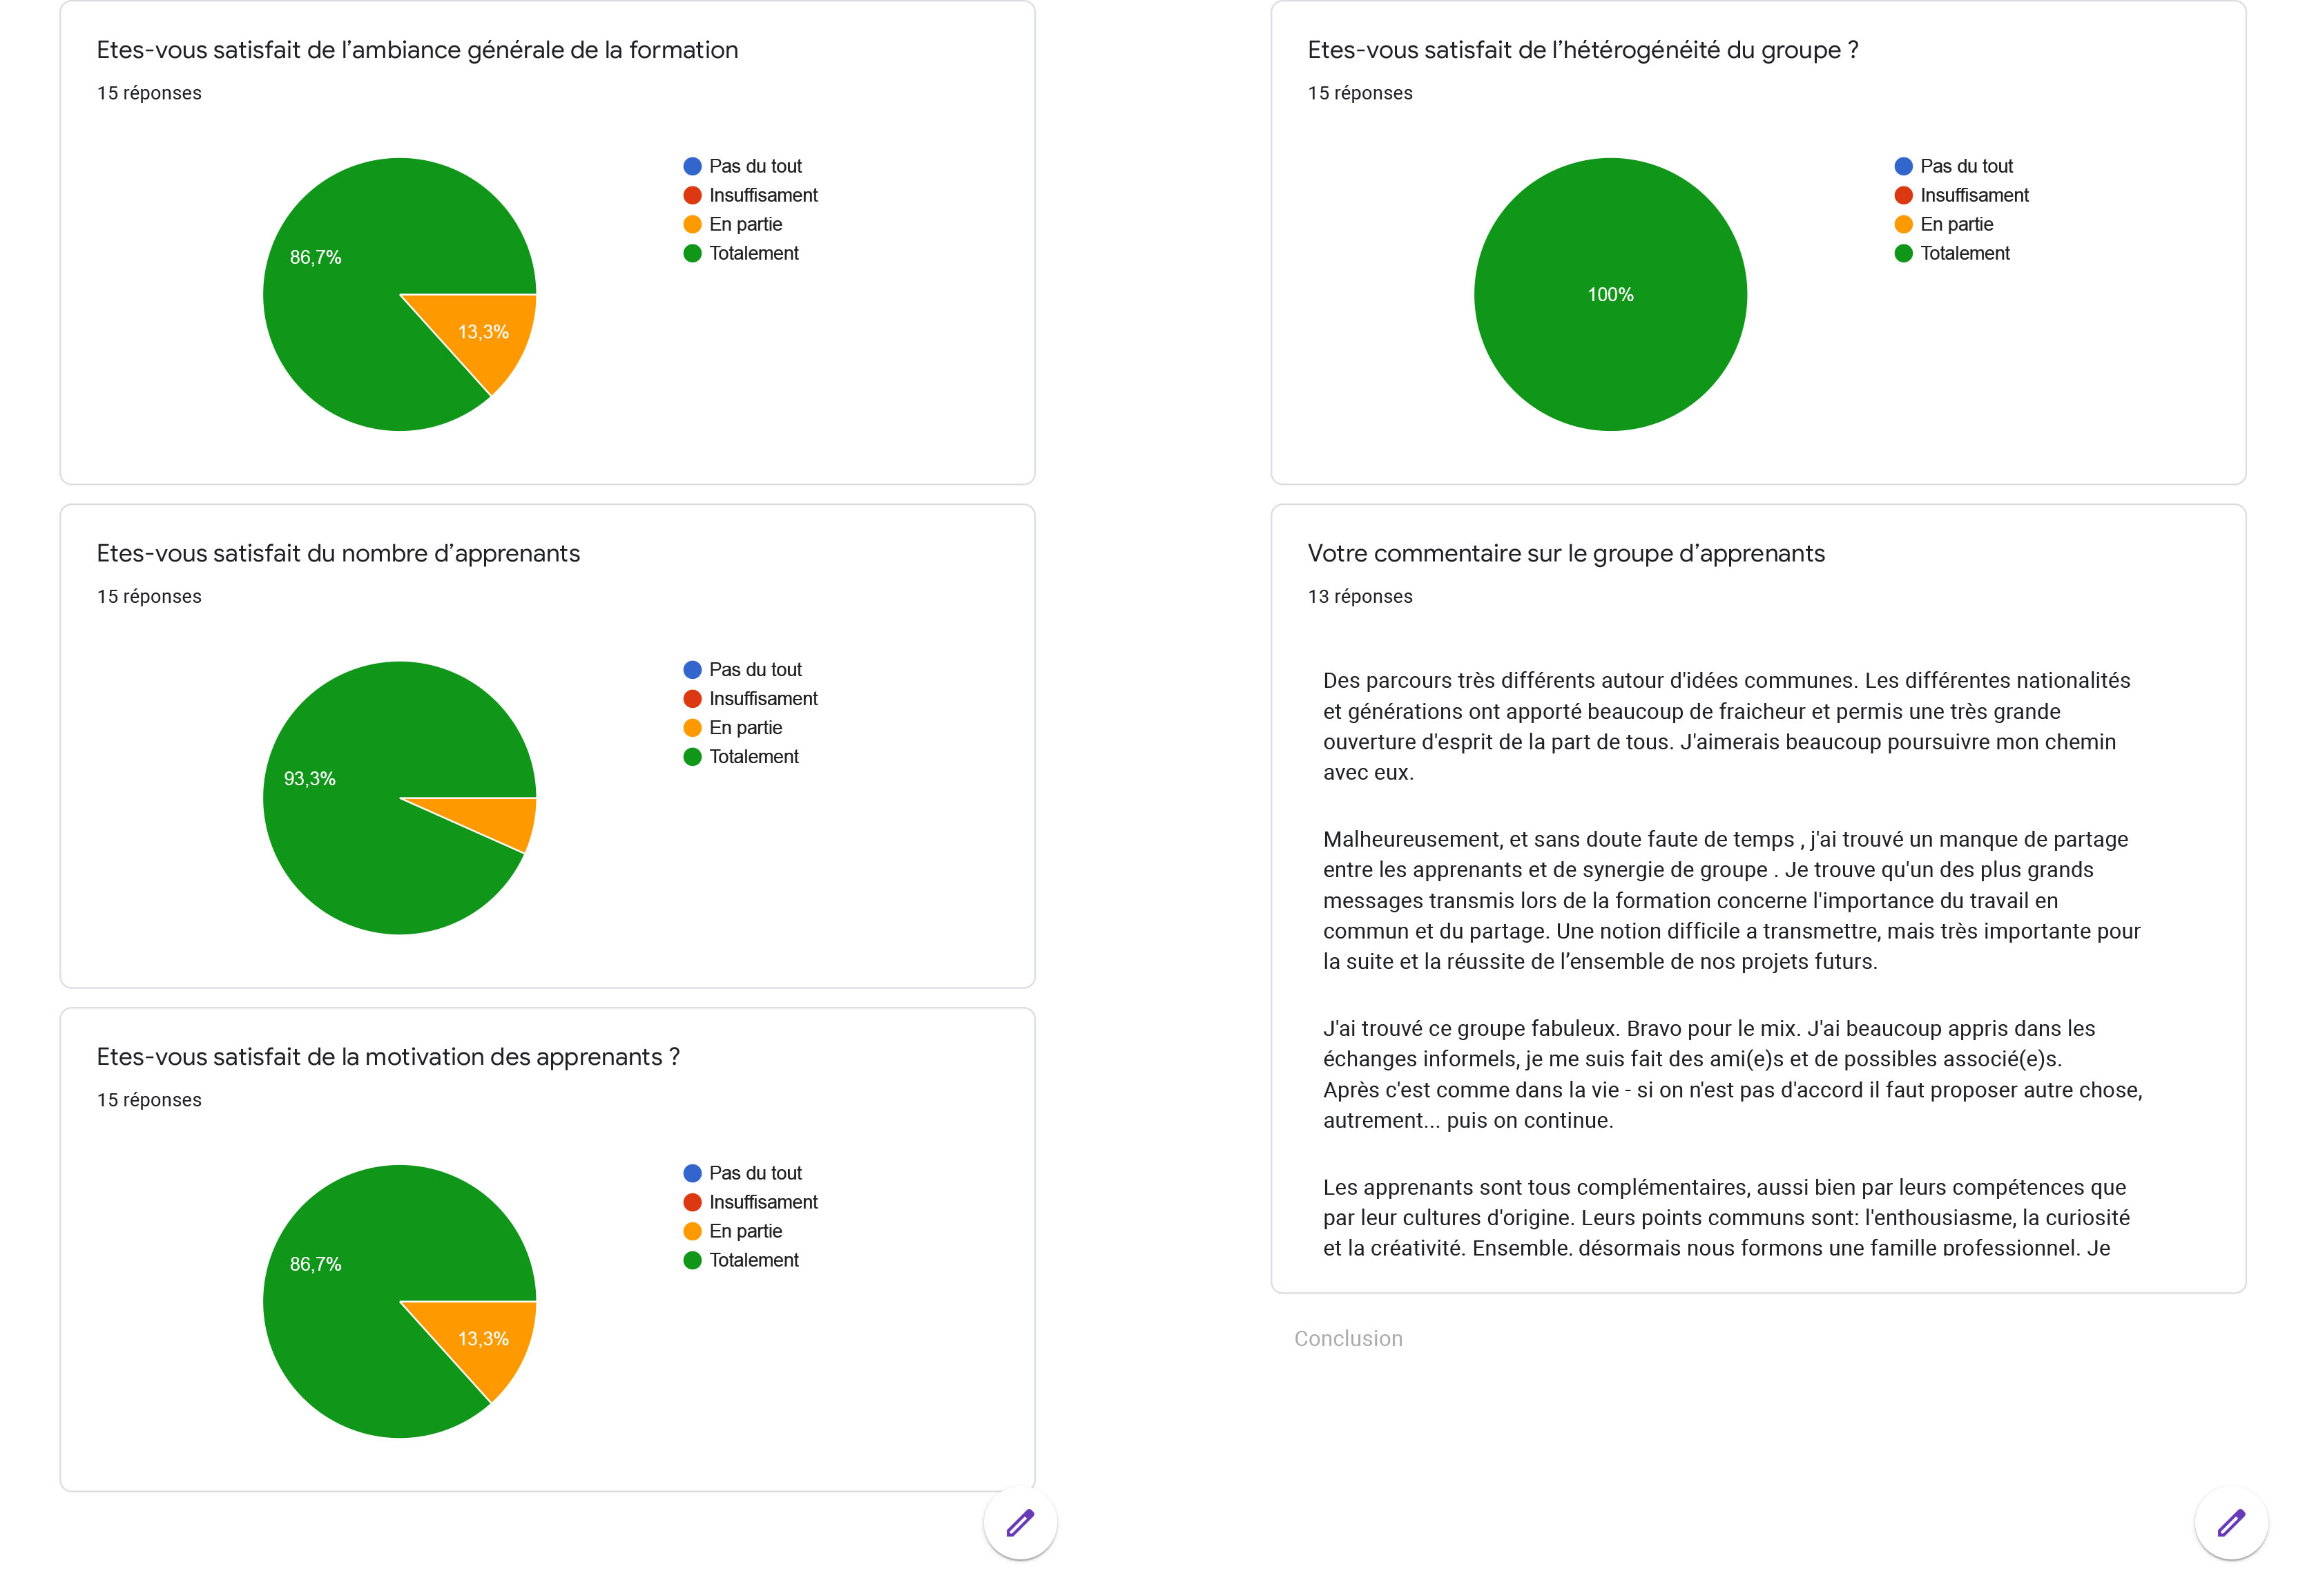 Etes-vous satisfait de l’ambiance générale de la formation
15 réponses
86,7%
13,3%
Pas du tout
Insuffisament
En partie
Totalement
Etes-vous satisfait du nombre d’apprenants
15 réponses
93,3%
Pas du tout
Insuffisament
En partie
Totalement
Etes-vous satisfait de la motivation des apprenants ?
15 réponses
86,7%
13,3%
Pas du tout
Insuffisament
En partie
Totalement
Etes-vous satisfait de l’hétérogénéité du groupe ?
15 réponses
100%
Pas du tout
Insuffisament
En partie
Totalement
Votre commentaire sur le groupe d’apprenants
13 réponses
Des parcours très différents autour d'idées communes. Les différentes nationalités
et générations ont apporté beaucoup de fraicheur et permis une très grande
ouverture d'esprit de la part de tous. J'aimerais beaucoup poursuivre mon chemin
avec eux.
Malheureusement, et sans doute faute de temps , j'ai trouvé un manque de partage
entre les apprenants et de synergie de groupe . Je trouve qu'un des plus grands
messages transmis lors de la formation concerne l'importance du travail en
commun et du partage. Une notion difficile a transmettre, mais très importante pour
la suite et la réussite de l’ensemble de nos projets futurs.
J'ai trouvé ce groupe fabuleux. Bravo pour le mix. J'ai beaucoup appris dans les
échanges informels, je me suis fait des ami(e)s et de possibles associé(e)s.
Après c'est comme dans la vie - si on n'est pas d'accord il faut proposer autre chose,
autrement... puis on continue.
Les apprenants sont tous complémentaires, aussi bien par leurs compétences que
par leur cultures d'origine. Leurs points communs sont: l'enthousiasme, la curiosité
et la créativité. Ensemble, désormais nous formons une famille professionnel. Je
Conclusion